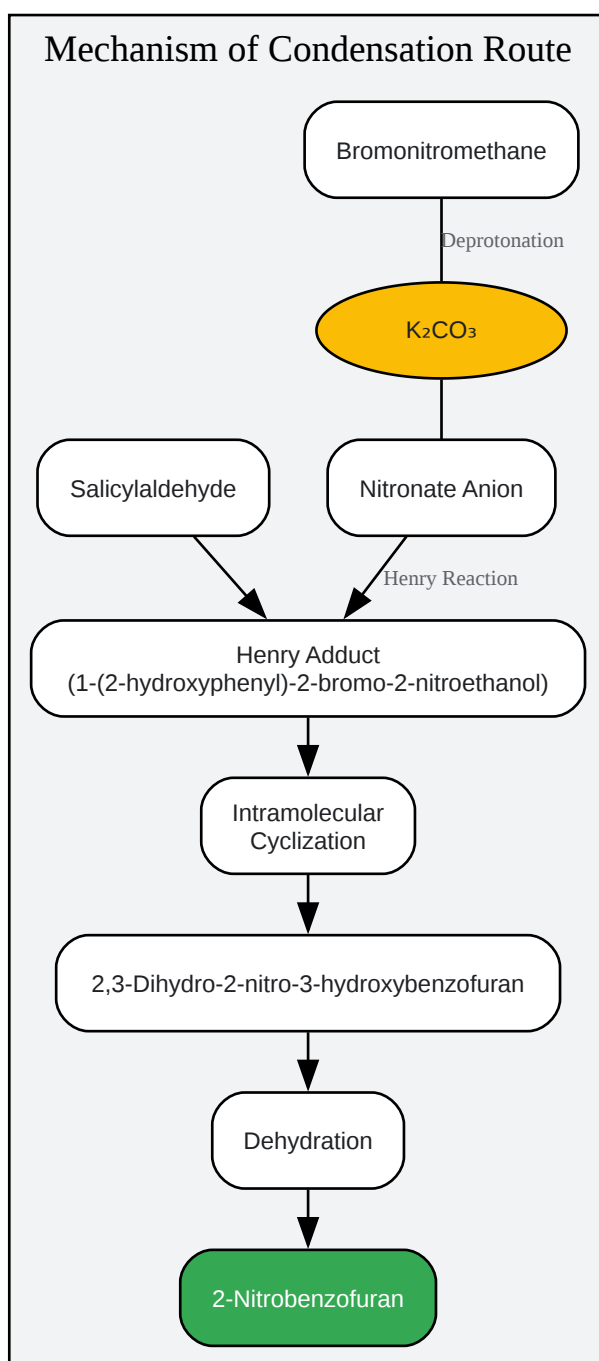 Mechanism of Condensation Route
Bromonitromethane
Deprotonation
K₂CO₃
Salicylaldehyde
Nitronate Anion
Henry Reaction
Henry Adduct
(1-(2-hydroxyphenyl)-2-bromo-2-nitroethanol)
Intramolecular
Cyclization
2,3-Dihydro-2-nitro-3-hydroxybenzofuran
Dehydration
2-Nitrobenzofuran